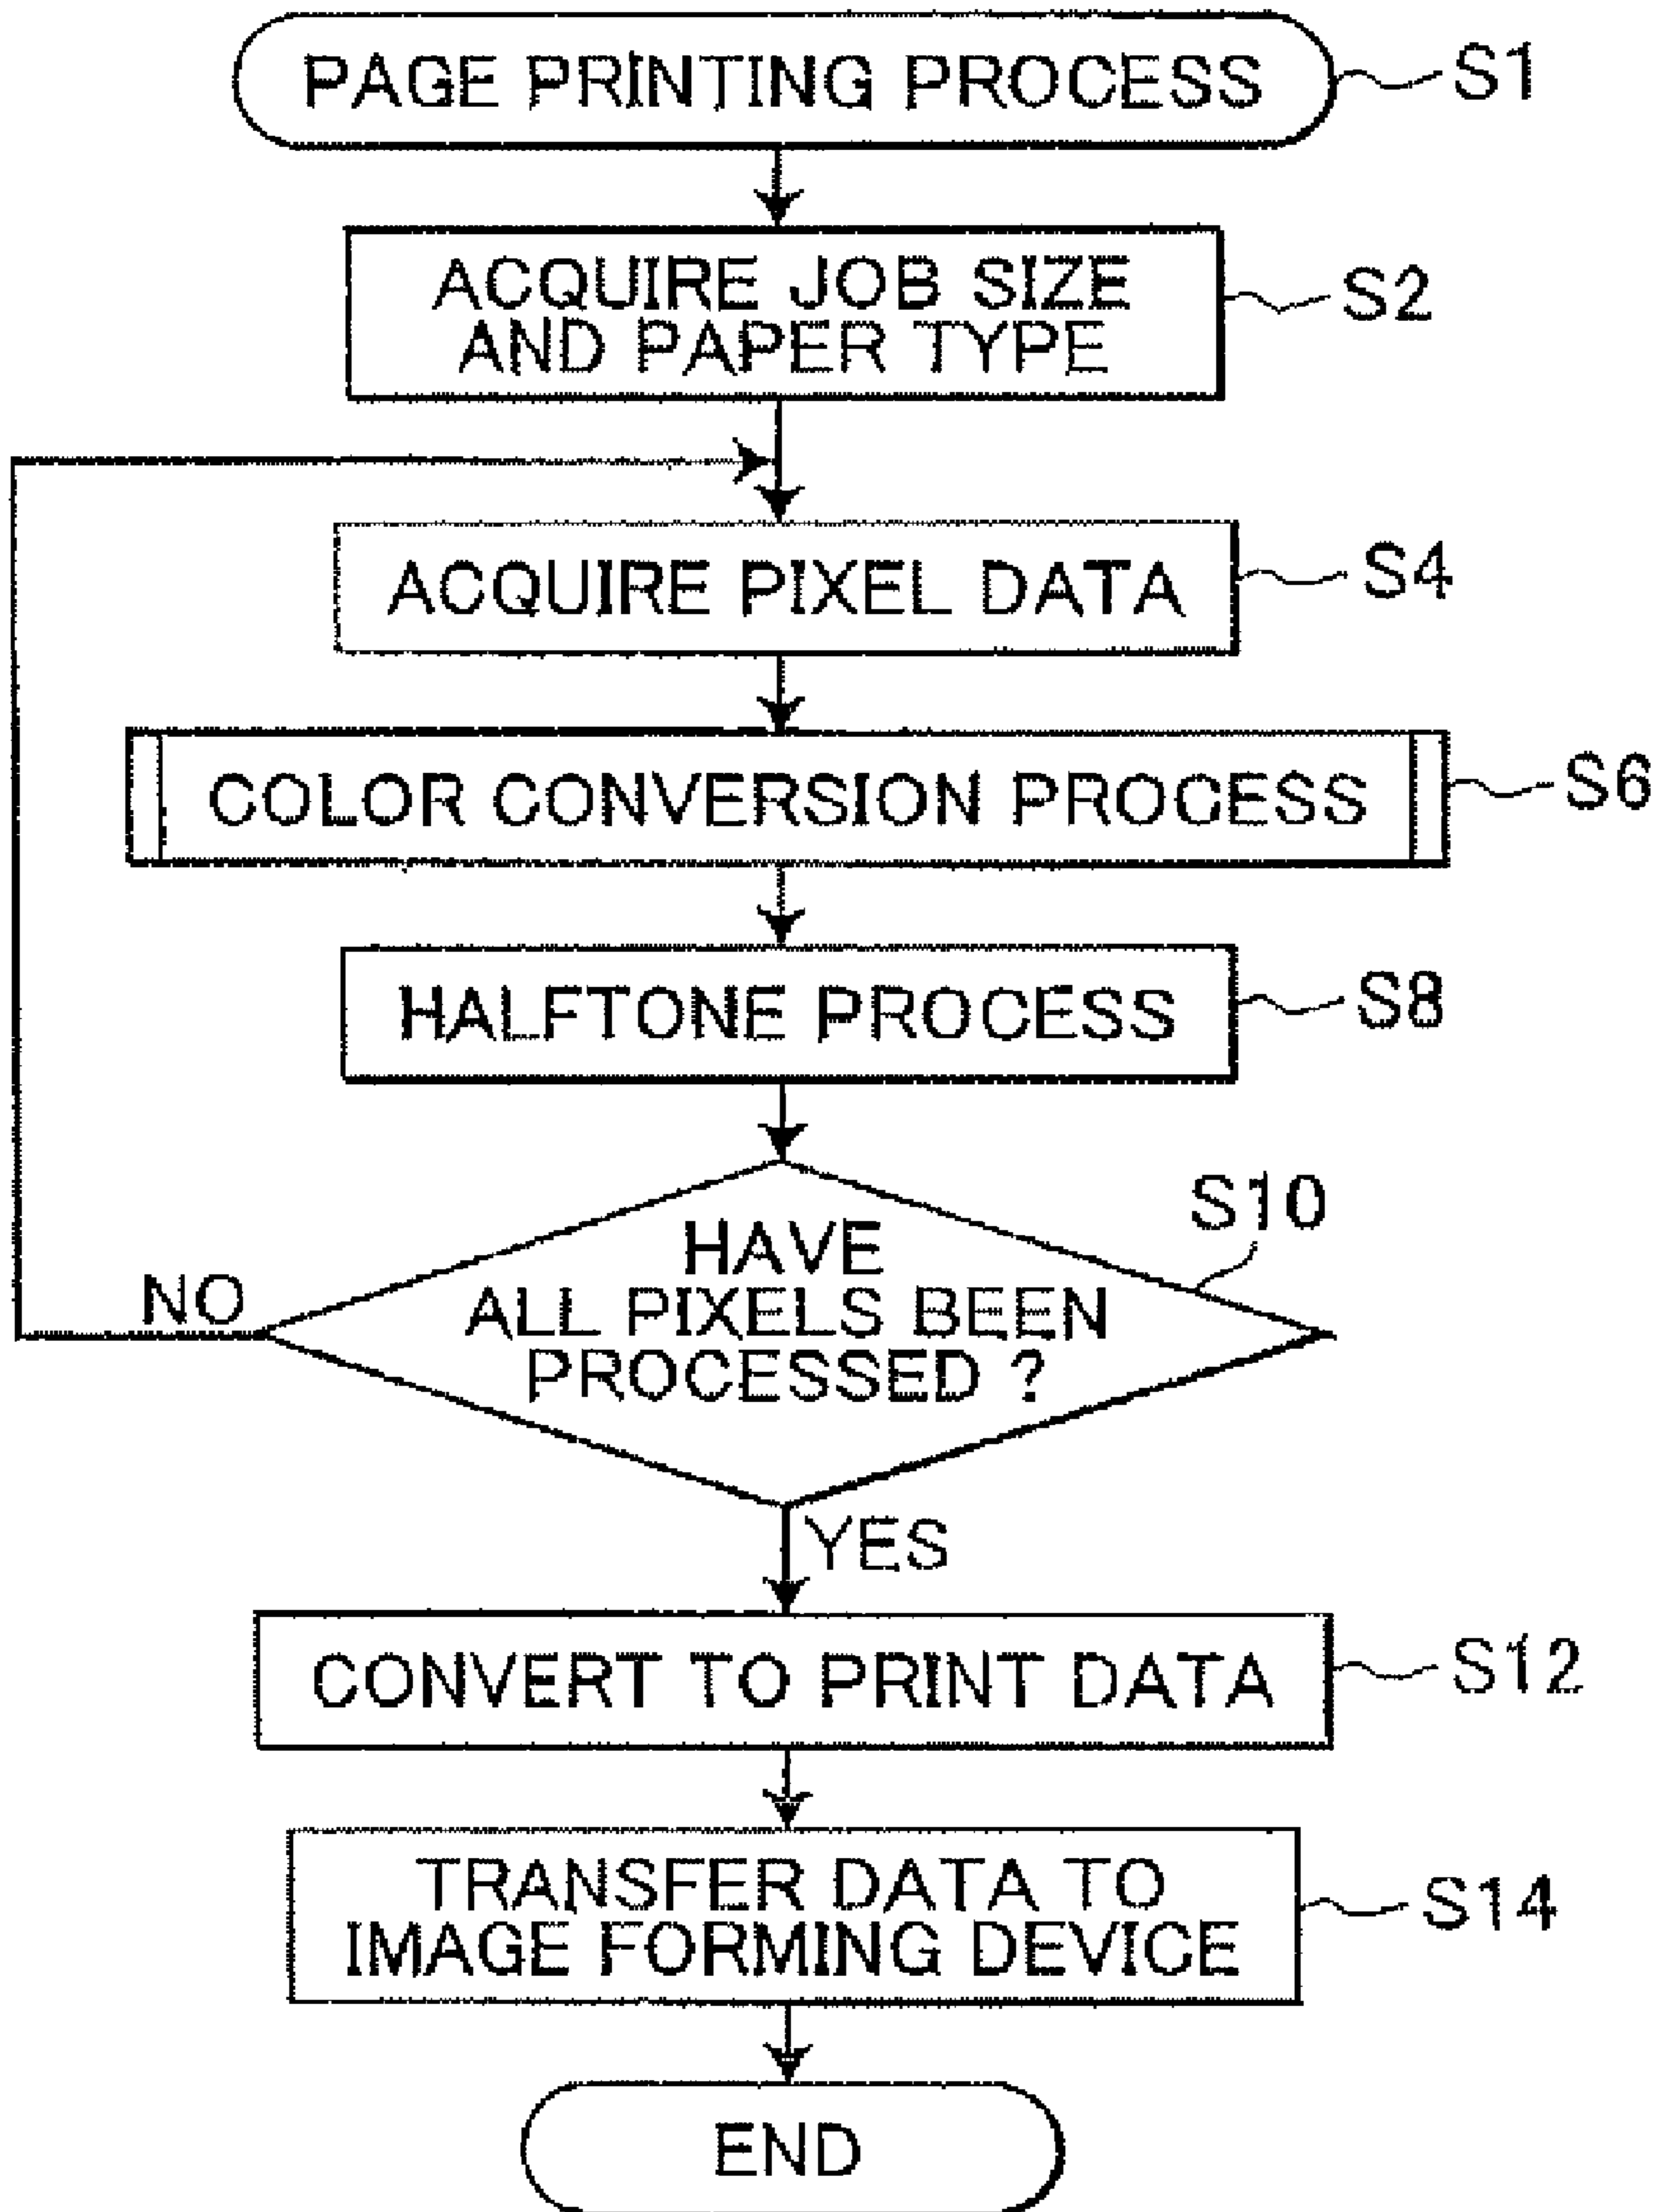 PAGE PRINTING PROCESS
S1
ACQUIRE JOB SIZE
AND PAPER TYPE
S2
ACQUIRE PIXEL DATA
S4
COLOR CONVERSION PROCESS
S6
HALFTONE PROCESS
S8
HAVE
ALL PIXELS BEEN
PROCESSED ?
S10
NO
YES
CONVERT TO PRINT DATA
S12
TRANSFER DATA TO
IMAGE FORMING DEVICE
S14
END